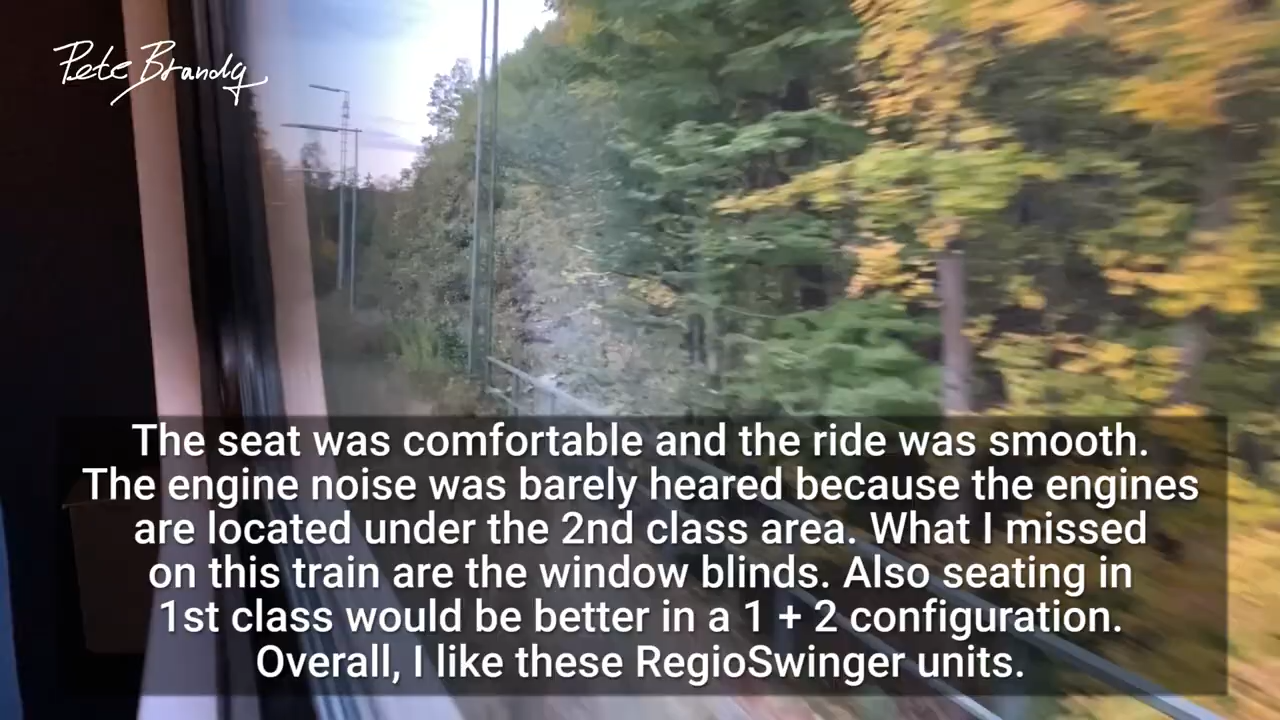 Pete Brandy
The seat was comfortable and the ride was smooth.
The engine noise was barely heared because the engines
are located under the 2nd class area. What I missed
on this train are the window blinds. Also seating in
1st class would be better in a 1 + 2 configuration.
Overall, I like these RegioSwinger units.